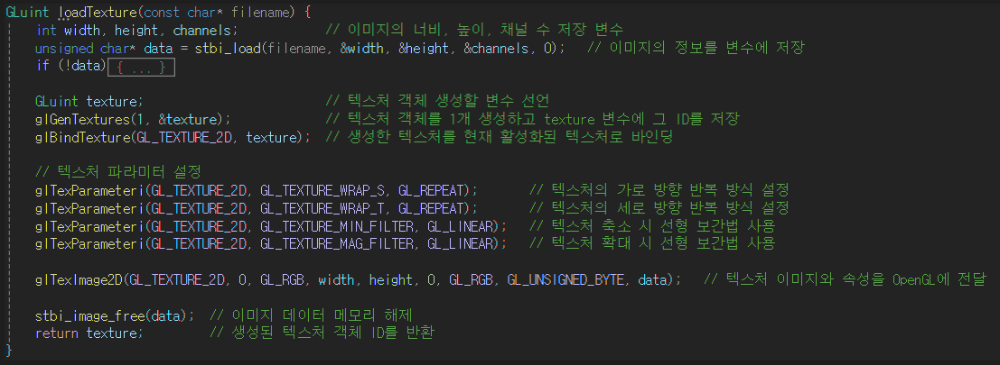 GLuint loadTexture(const char* filename) {
int width, height, channels; // 이미지의 너비, 높이, 채널 수 저장 변수
unsigned char* data = stbi_load(filename, &width, &height, &channels, 0); // 이미지의 정보를 변수에 저장
if (!data) { ... }
GLuint texture; // 텍스처 객체 생성할 변수 선언
glGenTextures(1, &texture); // 텍스처 객체를 1개 생성하고 texture 변수에 그 ID를 저장
glBindTexture(GL_TEXTURE_2D, texture); // 생성한 텍스처를 현재 활성화된 텍스처로 바인딩
// 텍스처 파라미터 설정
glTexParameteri(GL_TEXTURE_2D, GL_TEXTURE_WRAP_S, GL_REPEAT); // 텍스처의 가로 방향 반복 방식 설정
glTexParameteri(GL_TEXTURE_2D, GL_TEXTURE_WRAP_T, GL_REPEAT); // 텍스처의 세로 방향 반복 방식 설정
glTexParameteri(GL_TEXTURE_2D, GL_TEXTURE_MIN_FILTER, GL_LINEAR); // 텍스처 축소 시 선형 보간법 사용
glTexParameteri(GL_TEXTURE_2D, GL_TEXTURE_MAG_FILTER, GL_LINEAR); // 텍스처 확대 시 선형 보간법 사용
glTexImage2D(GL_TEXTURE_2D, 0, GL_RGB, width, height, 0, GL_RGB, GL_UNSIGNED_BYTE, data); // 텍스처 이미지와 속성을 OpenGL에 전달
stbi_image_free(data); // 이미지 데이터 메모리 해제
return texture; // 생성된 텍스처 객체 ID를 반환
}